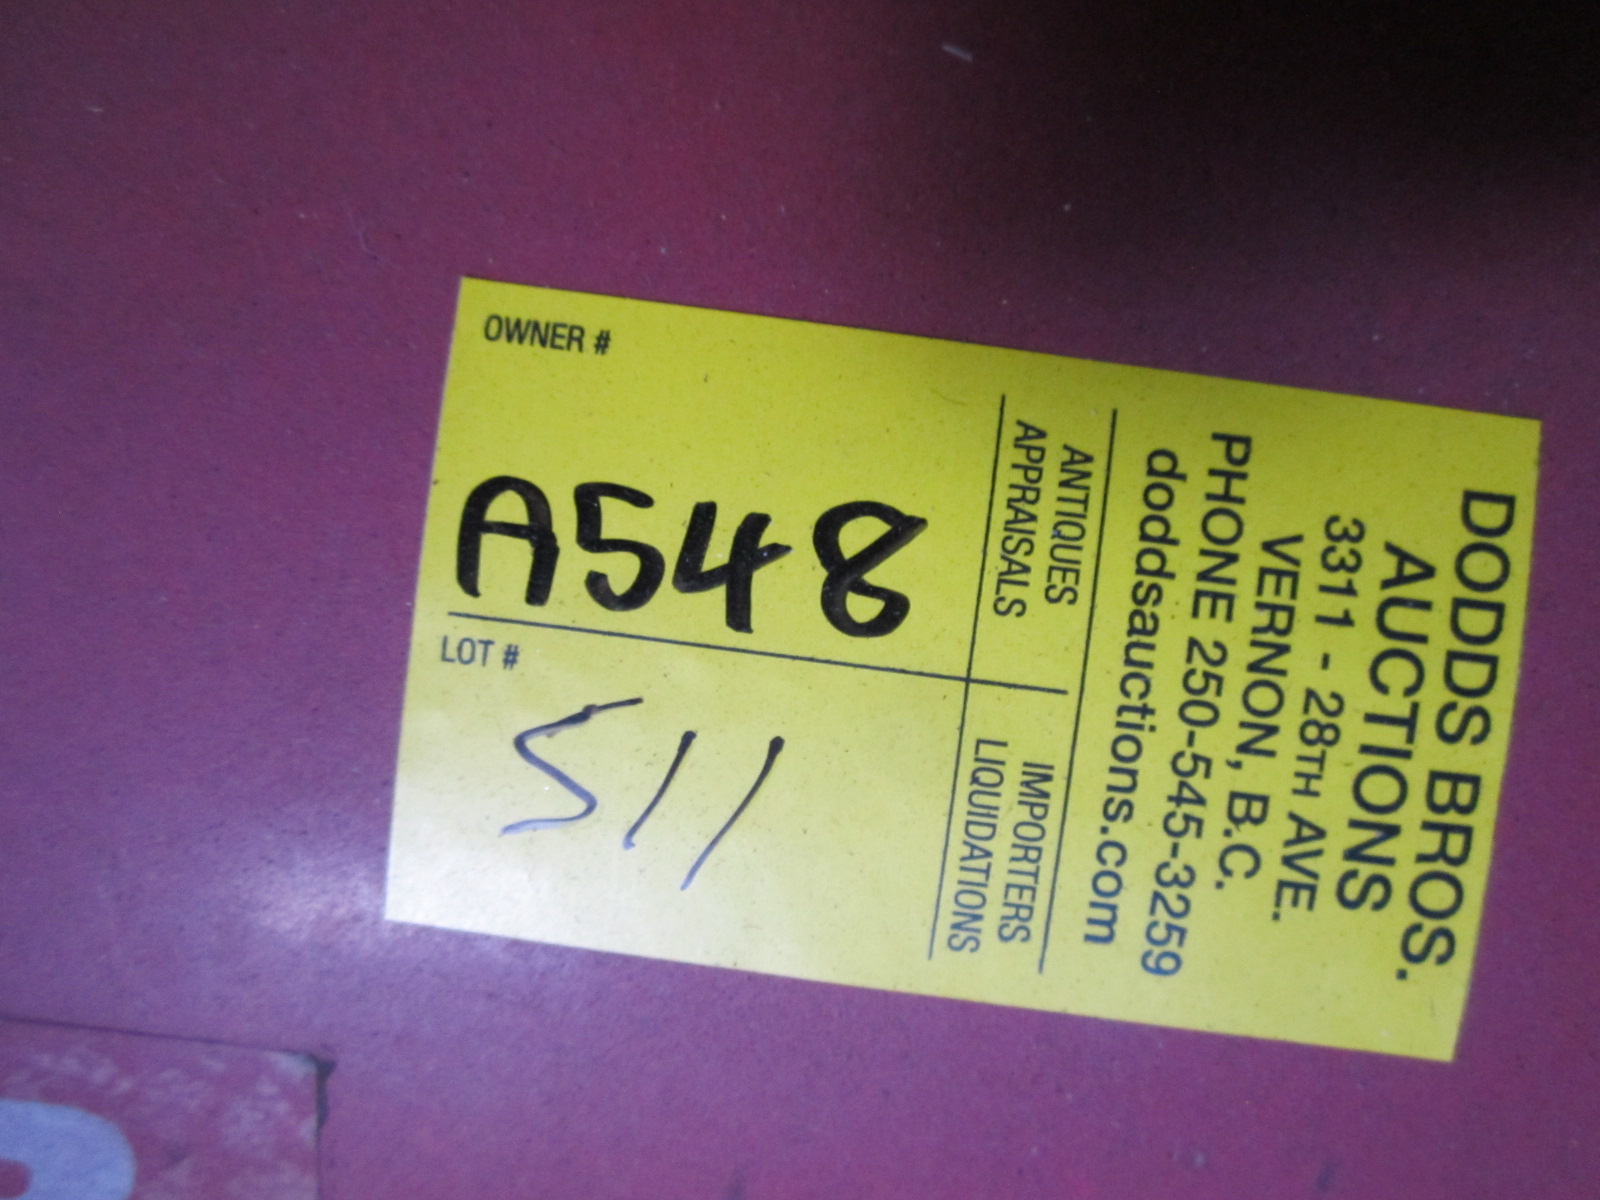 DODDS BROS.
AUCTIONS
3311 - 28TH AVE.
VERNON, B.C.
PHONE 250-545-3259
doddsauctions.com
ANTIQUES
APPRAISALS
IMPORTERS
LIQUIDATIONS
OWNER #
A548
LOT #
511